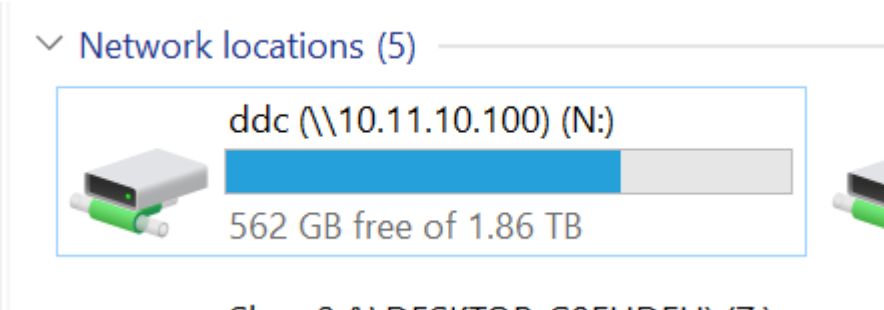 Network locations (5)
ddc (\\10.11.10.100) (N:)
562 GB free of 1.86 TB